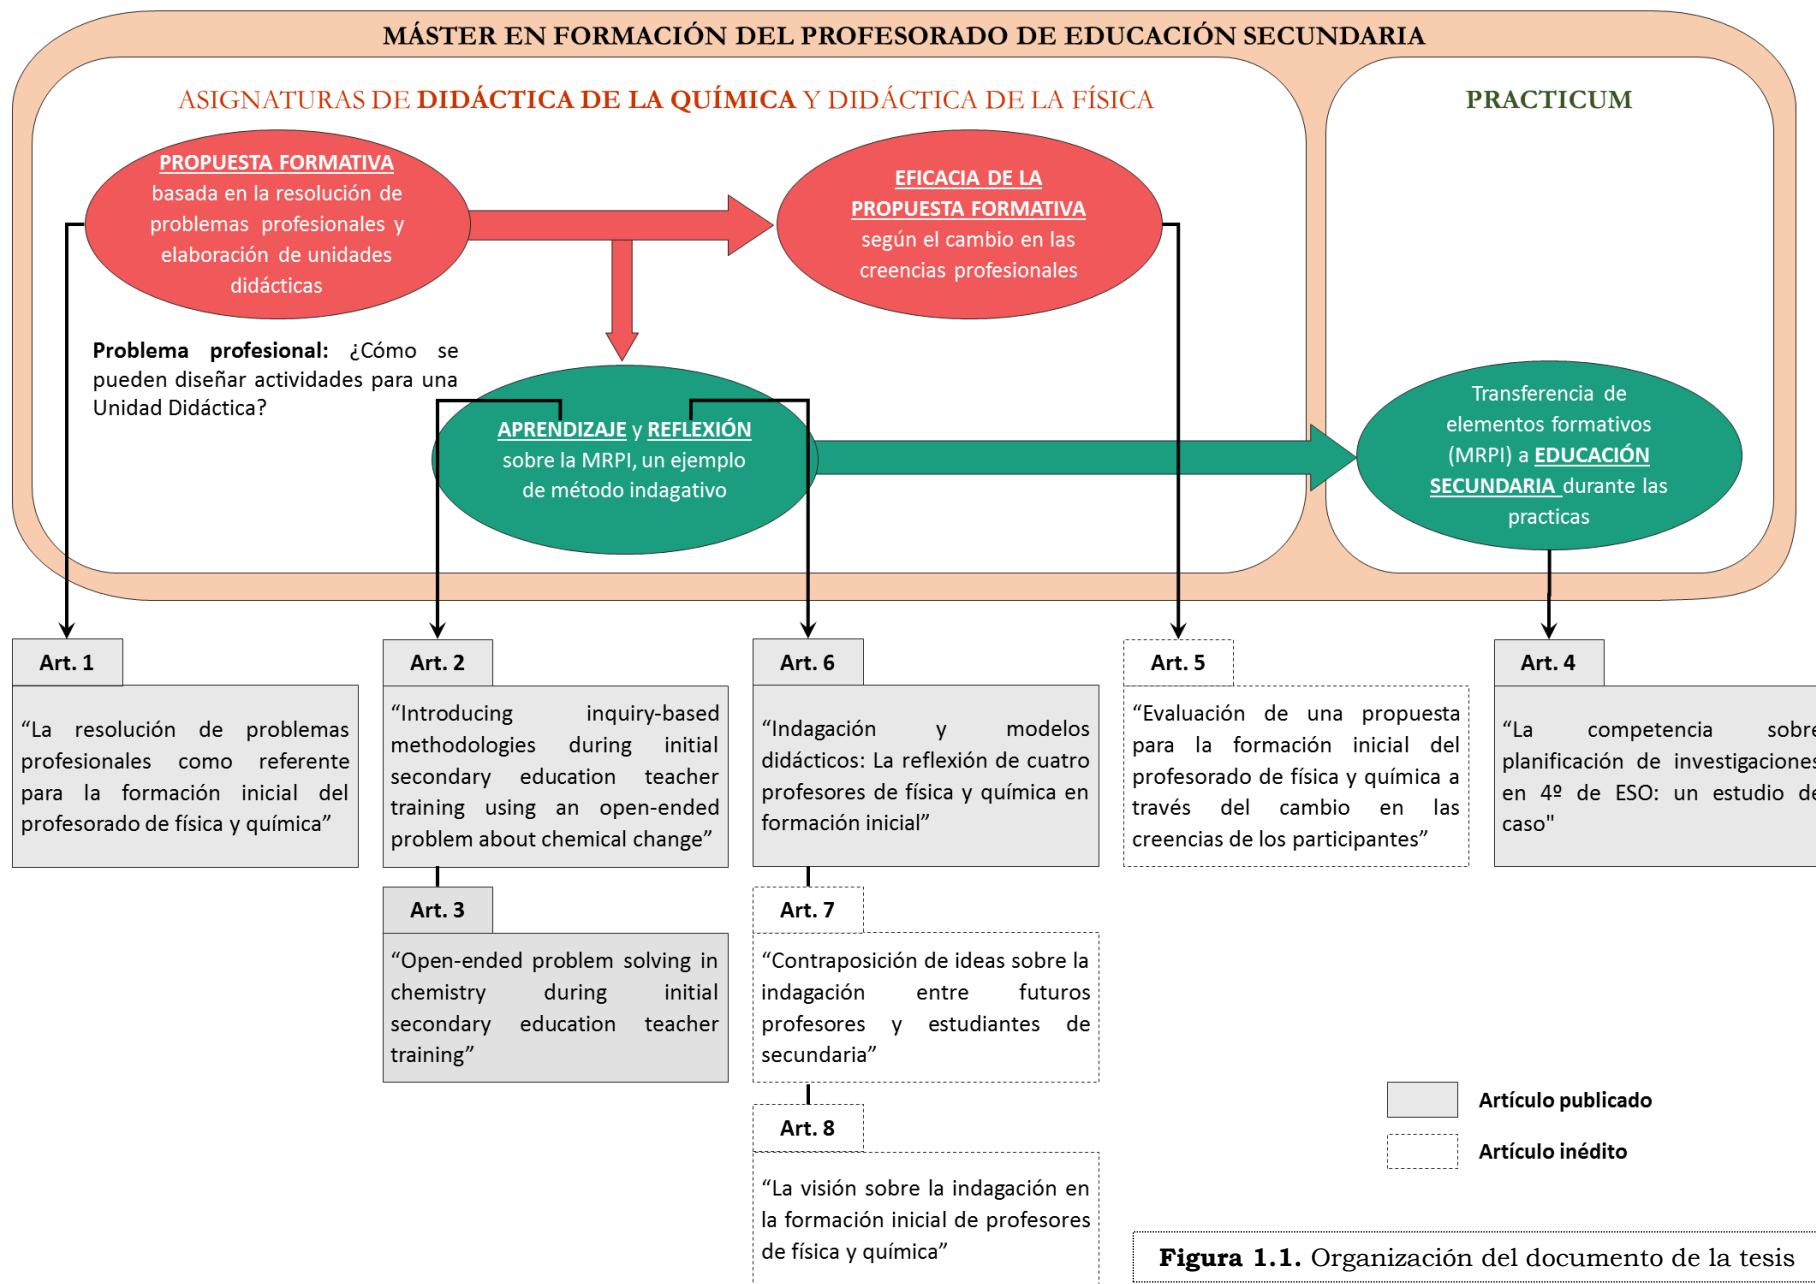 MÁSTER EN FORMACIÓN DEL PROFESORADO DE EDUCACIÓN SECUNDARIA
ASIGNATURAS DE DIDÁCTICA DE LA QUÍMICA Y DIDÁCTICA DE LA FÍSICA
PRACTICUM
PROPUESTA FORMATIVA
basada en la resolución de
problemas profesionales y
elaboración de unidades
didácticas
EFICACIA DE LA
PROPUESTA FORMATIVA
según el cambio en las
creencias profesionales
Problema profesional: ¿Cómo se
pueden diseñar actividades para una
Unidad Didáctica?
APRENDIZAJE y REFLEXIÓN
sobre la MRPI, un ejemplo
de método indagativo
Transferencia de
elementos formativos
(MRPI) a EDUCACIÓN
SECUNDARIA durante las
practicas
Art. 1
“La resolución de problemas
profesionales como referente
para la formación inicial del
profesorado de física y química”
Art. 2
“Introducing inquiry-based
methodologies during initial
secondary education teacher
training using an open-ended
problem about chemical change”
Art. 3
“Open-ended problem solving in
chemistry during initial
secondary education teacher
training”
Art. 6
“Indagación y modelos
didácticos: La reflexión de cuatro
profesores de física y química en
formación inicial”
Art. 7
“Contraposición de ideas sobre la
indagación entre futuros
profesores y estudiantes de
secundaria”
Art. 8
“La visión sobre la indagación en
la formación inicial de profesores
de física y química”
Art. 5
“Evaluación de una propuesta
para la formación inicial del
profesorado de física y química a
través del cambio en las
creencias de los participantes”
Art. 4
“La competencia sobre
planificación de investigaciones
en 4º de ESO: un estudio de
caso"
Artículo publicado
Artículo inédito
Figura 1.1. Organización del documento de la tesis